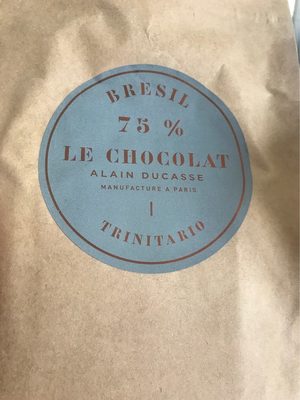 BRESIL
75 %
LE CHOCOLAT
ALAIN DUCASSE
MANUFACTURE A PARIS
TRINITARIO